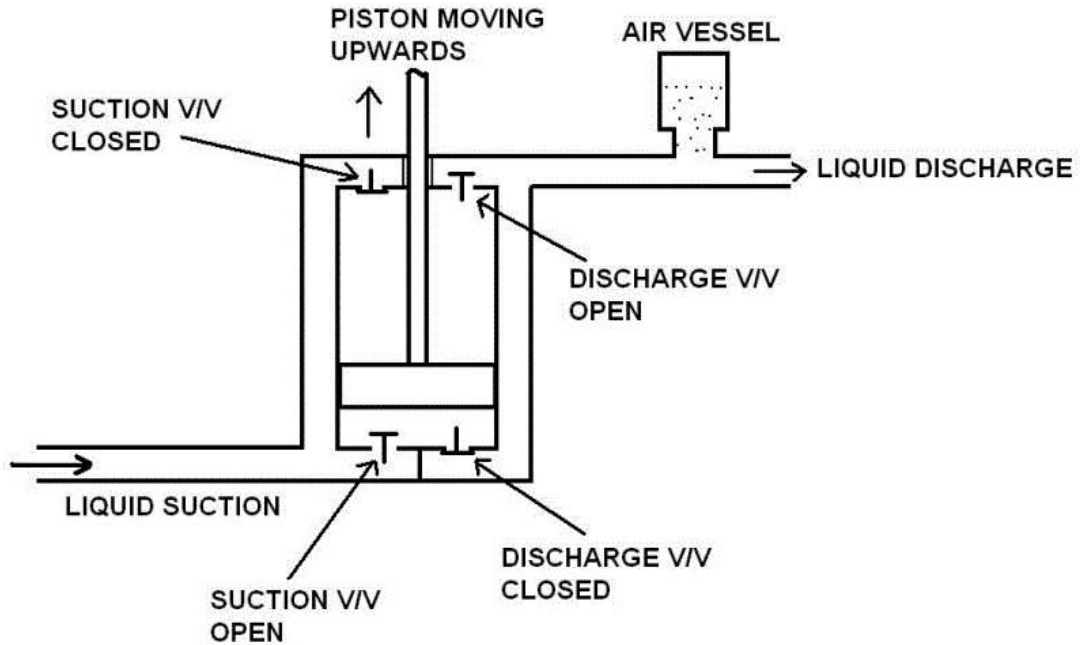 PISTON MOVING
UPWARDS
AIR VESSEL
SUCTION V/V
CLOSED
LIQUID DISCHARGE
DISCHARGE V/V
OPEN
LIQUID SUCTION
DISCHARGE V/V
CLOSED
SUCTION V/V
OPEN